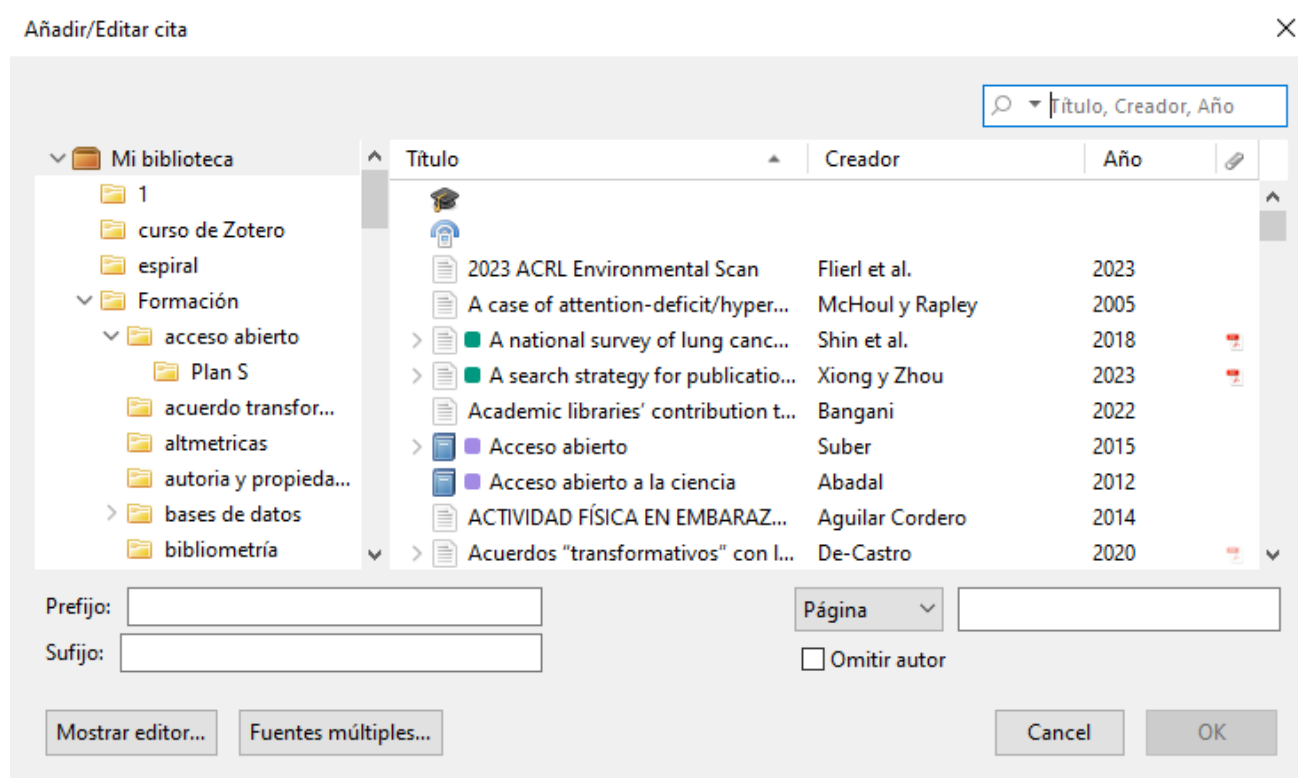 Añadir/Editar cita
Título, Creador, Año
Mi biblioteca
1
curso de Zotero
espiral
Formación
acceso abierto
Plan S
acuerdo transfor...
altmetricas
autoria y propieda...
bases de datos
bibliometría
Título Creador Año
2023 ACRL Environmental Scan Flierl et al. 2023
A case of attention-deficit/hyper... McHoul y Rapley 2005
A national survey of lung canc... Shin et al. 2018
A search strategy for publicatio... Xiong y Zhou 2023
Academic libraries’ contribution t... Bangani 2022
Acceso abierto Suber 2015
Acceso abierto a la ciencia Abadal 2012
ACTIVIDAD FÍSICA EN EMBARAZ... Aguilar Cordero 2014
Acuerdos “transformativos” con l... De-Castro 2020
Prefijo:
Página
Sufijo:
Omitir autor
Mostrar editor... Fuentes múltiples... Cancel OK